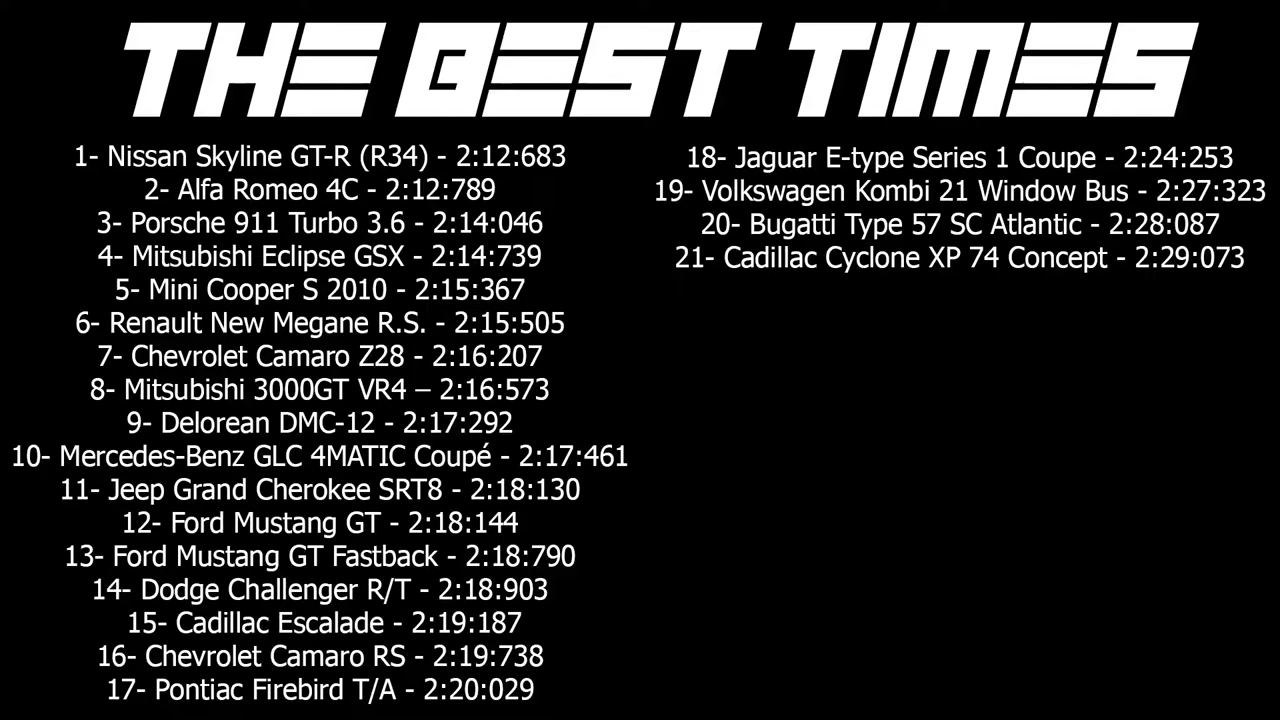 THE BEST TIMES
1- Nissan Skyline GT-R (R34) - 2:12:683
2- Alfa Romeo 4C - 2:12:789
3- Porsche 911 Turbo 3.6 - 2:14:046
4- Mitsubishi Eclipse GSX - 2:14:739
5- Mini Cooper S 2010 - 2:15:367
6- Renault New Megane R.S. - 2:15:505
7- Chevrolet Camaro Z28 - 2:16:207
8- Mitsubishi 3000GT VR4 – 2:16:573
9- Delorean DMC-12 - 2:17:292
10- Mercedes-Benz GLC 4MATIC Coupé - 2:17:461
11- Jeep Grand Cherokee SRT8 - 2:18:130
12- Ford Mustang GT - 2:18:144
13- Ford Mustang GT Fastback - 2:18:790
14- Dodge Challenger R/T - 2:18:903
15- Cadillac Escalade - 2:19:187
16- Chevrolet Camaro RS - 2:19:738
17- Pontiac Firebird T/A - 2:20:029
18- Jaguar E-type Series 1 Coupe - 2:24:253
19- Volkswagen Kombi 21 Window Bus - 2:27:323
20- Bugatti Type 57 SC Atlantic - 2:28:087
21- Cadillac Cyclone XP 74 Concept - 2:29:073